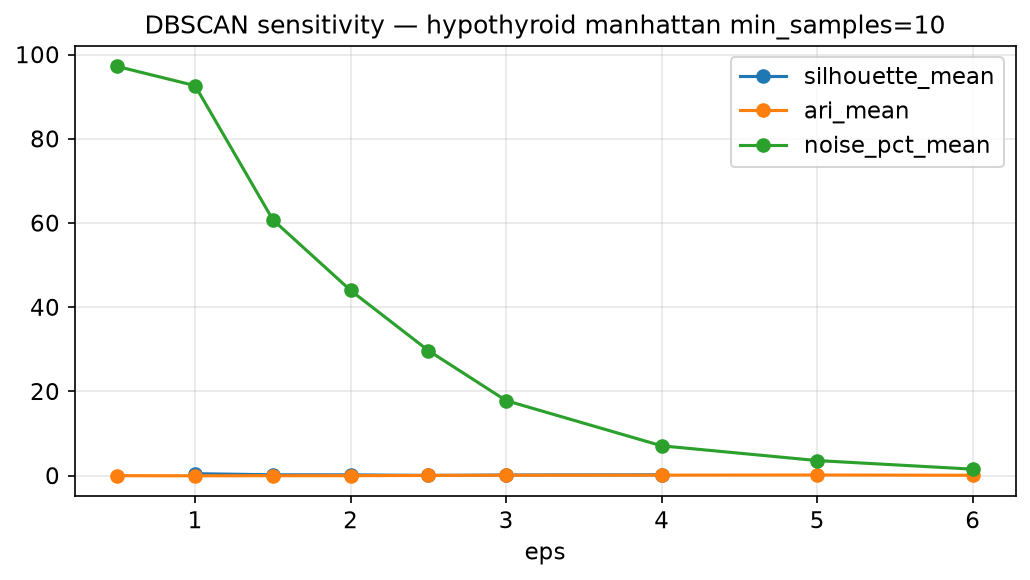 DBSCAN sensitivity — hypothyroid manhattan min_samples=10
100
80
60
40
20
0
silhouette_mean
ari_mean
noise_pct_mean
1 2 3 4 5 6
eps